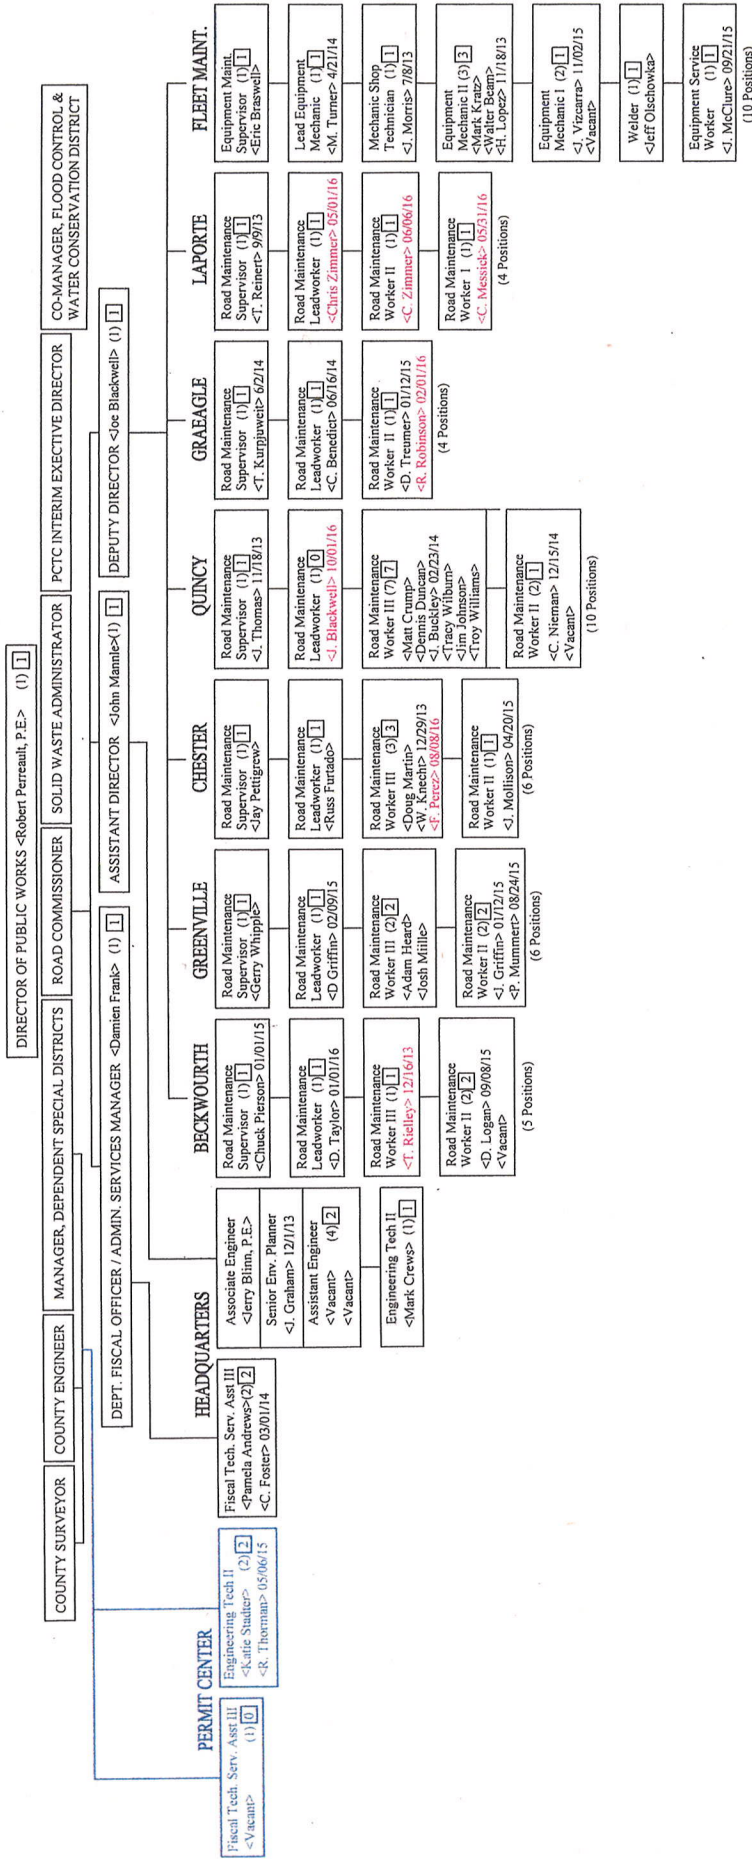 DIRECTOR OF PUBLIC WORKS <Robert Perreault, P.E.> (1) 1
COUNTY SURVEYOR
COUNTY ENGINEER
MANAGER, DEPENDENT SPECIAL DISTRICTS
ROAD COMMISSIONER
SOLID WASTE ADMINISTRATOR
PCTC INTERIM EXECTIVE DIRECTOR
CO-MANAGER, FLOOD CONTROL &
WATER CONSERVATION DISTRICT
DEPT. FISCAL OFFICER / ADMIN. SERVICES MANAGER <Damien Frank> (1) 1
ASSISTANT DIRECTOR <John Mannle>(1) 1
DEPUTY DIRECTOR <Joe Blackwell> (1) 1
PERMIT CENTER
Fiscal Tech. Serv. Asst III
(1) 0
<Vacant>
Engineering Tech II
<Katie Stadter> (2) 2
<R. Thorman> 05/06/15
HEADQUARTERS
Fiscal Tech. Serv. Asst III
<Pamela Andrews>(2) 2
<C. Foster> 03/01/14
Associate Engineer
<Jerry Blinn, P.E.>
Senior Env. Planner
<J. Graham> 12/1/13
Assistant Engineer
<Vacant> (4) 2
<Vacant>
Engineering Tech II
<Mark Crews> (1) 1
BECKWOURTH
Road Maintenance
Supervisor (1) 1
<Chuck Pierson> 01/01/15
Road Maintenance
Leadworker (1) 1
<D. Taylor> 01/01/16
Road Maintenance
Worker III (1) 1
<T. Rielley> 12/16/13
Road Maintenance
Worker II (2) 2
<D. Logan> 09/08/15
<Vacant>
(5 Positions)
GREENVILLE
Road Maintenance
Supervisor (1) 1
<Gerry Whipple>
Road Maintenance
Leadworker (1) 1
<D Griffin> 02/09/15
Road Maintenance
Worker III (2) 2
<Adam Heard>
<Josh Miille>
Road Maintenance
Worker II (2) 2
<J. Griffin> 01/12/15
<P. Mummert> 08/24/15
(6 Positions)
CHESTER
Road Maintenance
Supervisor (1) 1
<Jay Pettigrew>
Road Maintenance
Leadworker (1) 1
<Russ Furtado>
Road Maintenance
Worker III (3) 3
<Doug Martin>
<W. Knecht> 12/29/13
<F. Perez> 08/08/16
Road Maintenance
Worker II (1) 1
<J. Mollison> 04/20/15
(6 Positions)
QUINCY
Road Maintenance
Supervisor (1) 1
<J. Thomas> 11/18/13
Road Maintenance
Leadworker (1) 0
<J. Blackwell> 10/01/16
Road Maintenance
Worker III (7) 7
<Matt Crump>
<Dennis Duncan>
<J. Buckley> 02/23/14
<Tracy Wilburn>
<Jim Johnson>
<Troy Williams>
Road Maintenance
Worker II (2) 1
<C. Nieman> 12/15/14
<Vacant>
(10 Positions)
GRAEAGLE
Road Maintenance
Supervisor (1) 1
<T. Kurpjuweit> 6/2/14
Road Maintenance
Leadworker (1) 1
<C. Benedict> 06/16/14
Road Maintenance
Worker II (1) 1
<D. Treumer> 01/12/15
<R. Robinson> 02/01/16
(4 Positions)
LAPORTE
Road Maintenance
Supervisor (1) 1
<T. Reinert> 9/9/13
Road Maintenance
Leadworker (1) 1
<Chris Zimmer> 05/01/16
Road Maintenance
Worker II (1) 1
<C. Zimmer> 06/06/16
Road Maintenance
Worker I (1) 1
<C. Messick> 05/31/16
(4 Positions)
FLEET MAINT.
Equipment Maint.
Supervisor (1) 1
<Eric Braswell>
Lead Equipment
Mechanic (1) 1
<M. Turner> 4/21/14
Mechanic Shop
Technician (1) 1
<J. Morris> 7/8/13
Equipment
Mechanic II (3) 3
<Mark Kratz>
<Walter Beam>
<H. Lopez> 11/18/13
Equipment
Mechanic I (2) 1
<J. Vizcarra> 11/02/15
<Vacant>
Welder (1) 1
<Jeff Olschowka>
Equipment Service
Worker (1) 1
<J. McClure> 09/21/15
(10 Positions)